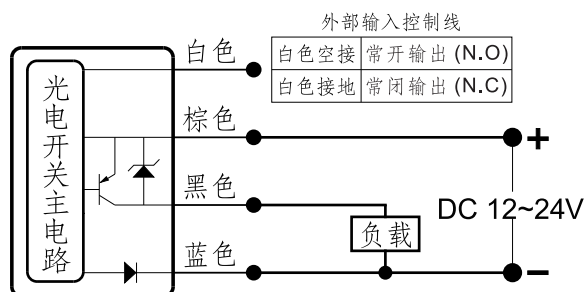 外部输入控制线
白色
白色空接 常开输出 (N.O)
白色接地 常闭输出 (N.C)
光电开关主电路
棕色
+
黑色
DC 12~24V
负载
蓝色
−